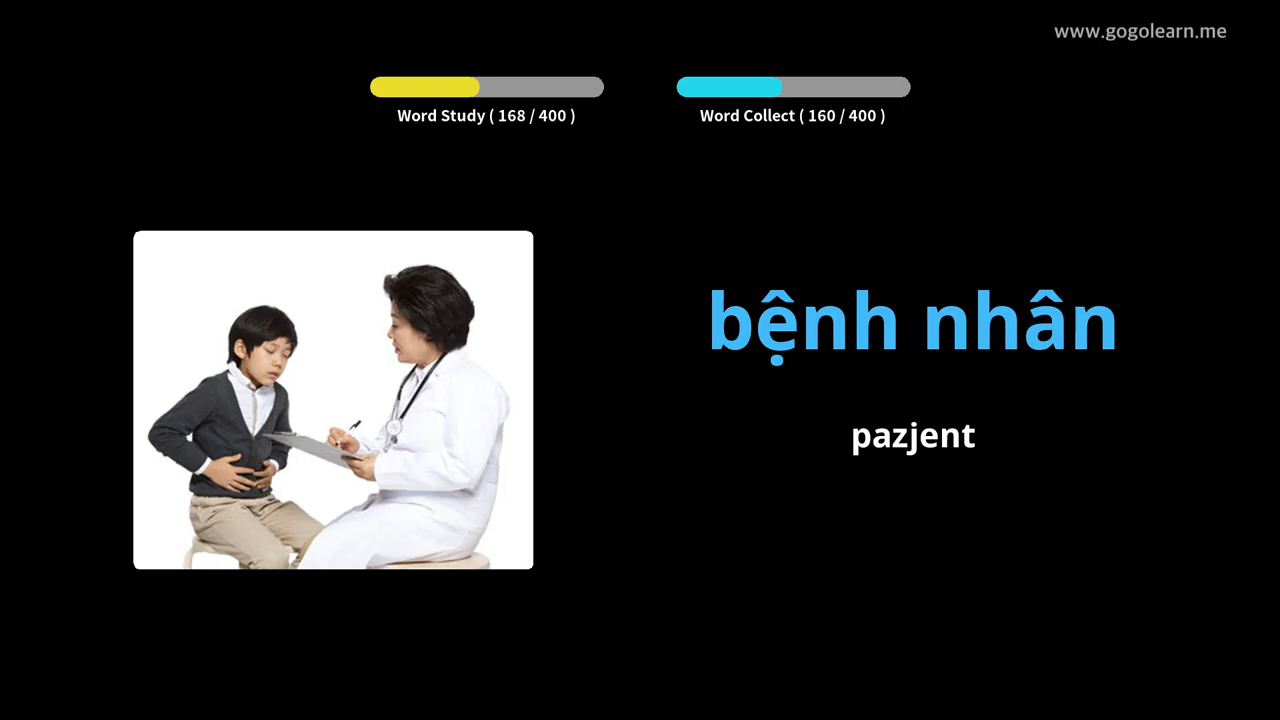 www.gogolearn.me
Word Study ( 168 / 400 )
Word Collect ( 160 / 400 )
bệnh nhân
pazjent